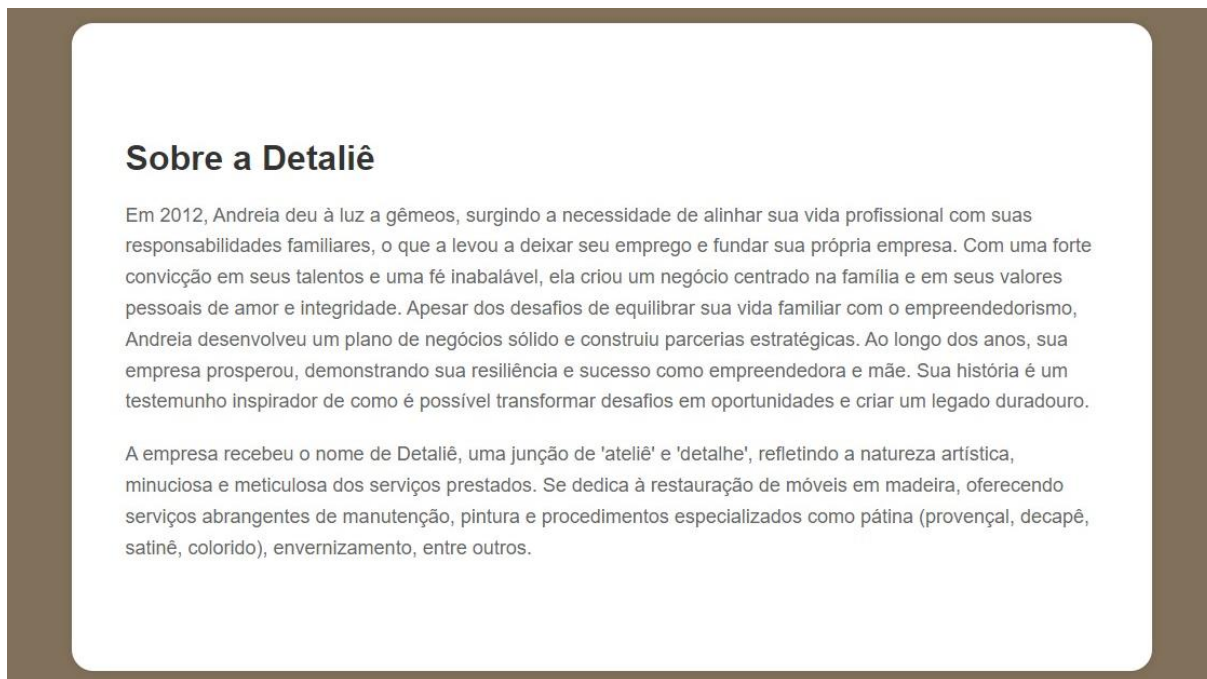 Sobre a Detaliê
Em 2012, Andreia deu à luz a gêmeos, surgindo a necessidade de alinhar sua vida profissional com suas
responsabilidades familiares, o que a levou a deixar seu emprego e fundar sua própria empresa. Com uma forte
convicção em seus talentos e uma fé inabalável, ela criou um negócio centrado na família e em seus valores
pessoais de amor e integridade. Apesar dos desafios de equilibrar sua vida familiar com o empreendedorismo,
Andreia desenvolveu um plano de negócios sólido e construiu parcerias estratégicas. Ao longo dos anos, sua
empresa prosperou, demonstrando sua resiliência e sucesso como empreendedora e mãe. Sua história é um
testemunho inspirador de como é possível transformar desafios em oportunidades e criar um legado duradouro.
A empresa recebeu o nome de Detaliê, uma junção de 'ateliê' e 'detalhe', refletindo a natureza artística,
minuciosa e meticulosa dos serviços prestados. Se dedica à restauração de móveis em madeira, oferecendo
serviços abrangentes de manutenção, pintura e procedimentos especializados como pátina (provençal, decapê,
satinê, colorido), envernizamento, entre outros.